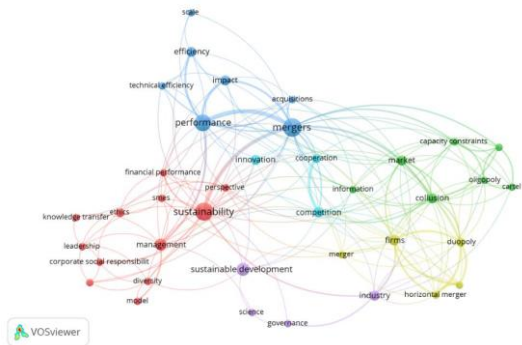 scale
efficiency
impact
technical efficiency
acquisitions
performance
mergers
capacity constraints
innovation
cooperation
market
financial performance
oligopoly
cartel
perspective
information
smes
collusion
sustainability
competition
ethics
knowledge transfer
firms
duopoly
leadership
management
merger
corporate social responsibilit
sustainable development
diversity
industry
horizontal merger
model
science
governance
VOSviewer